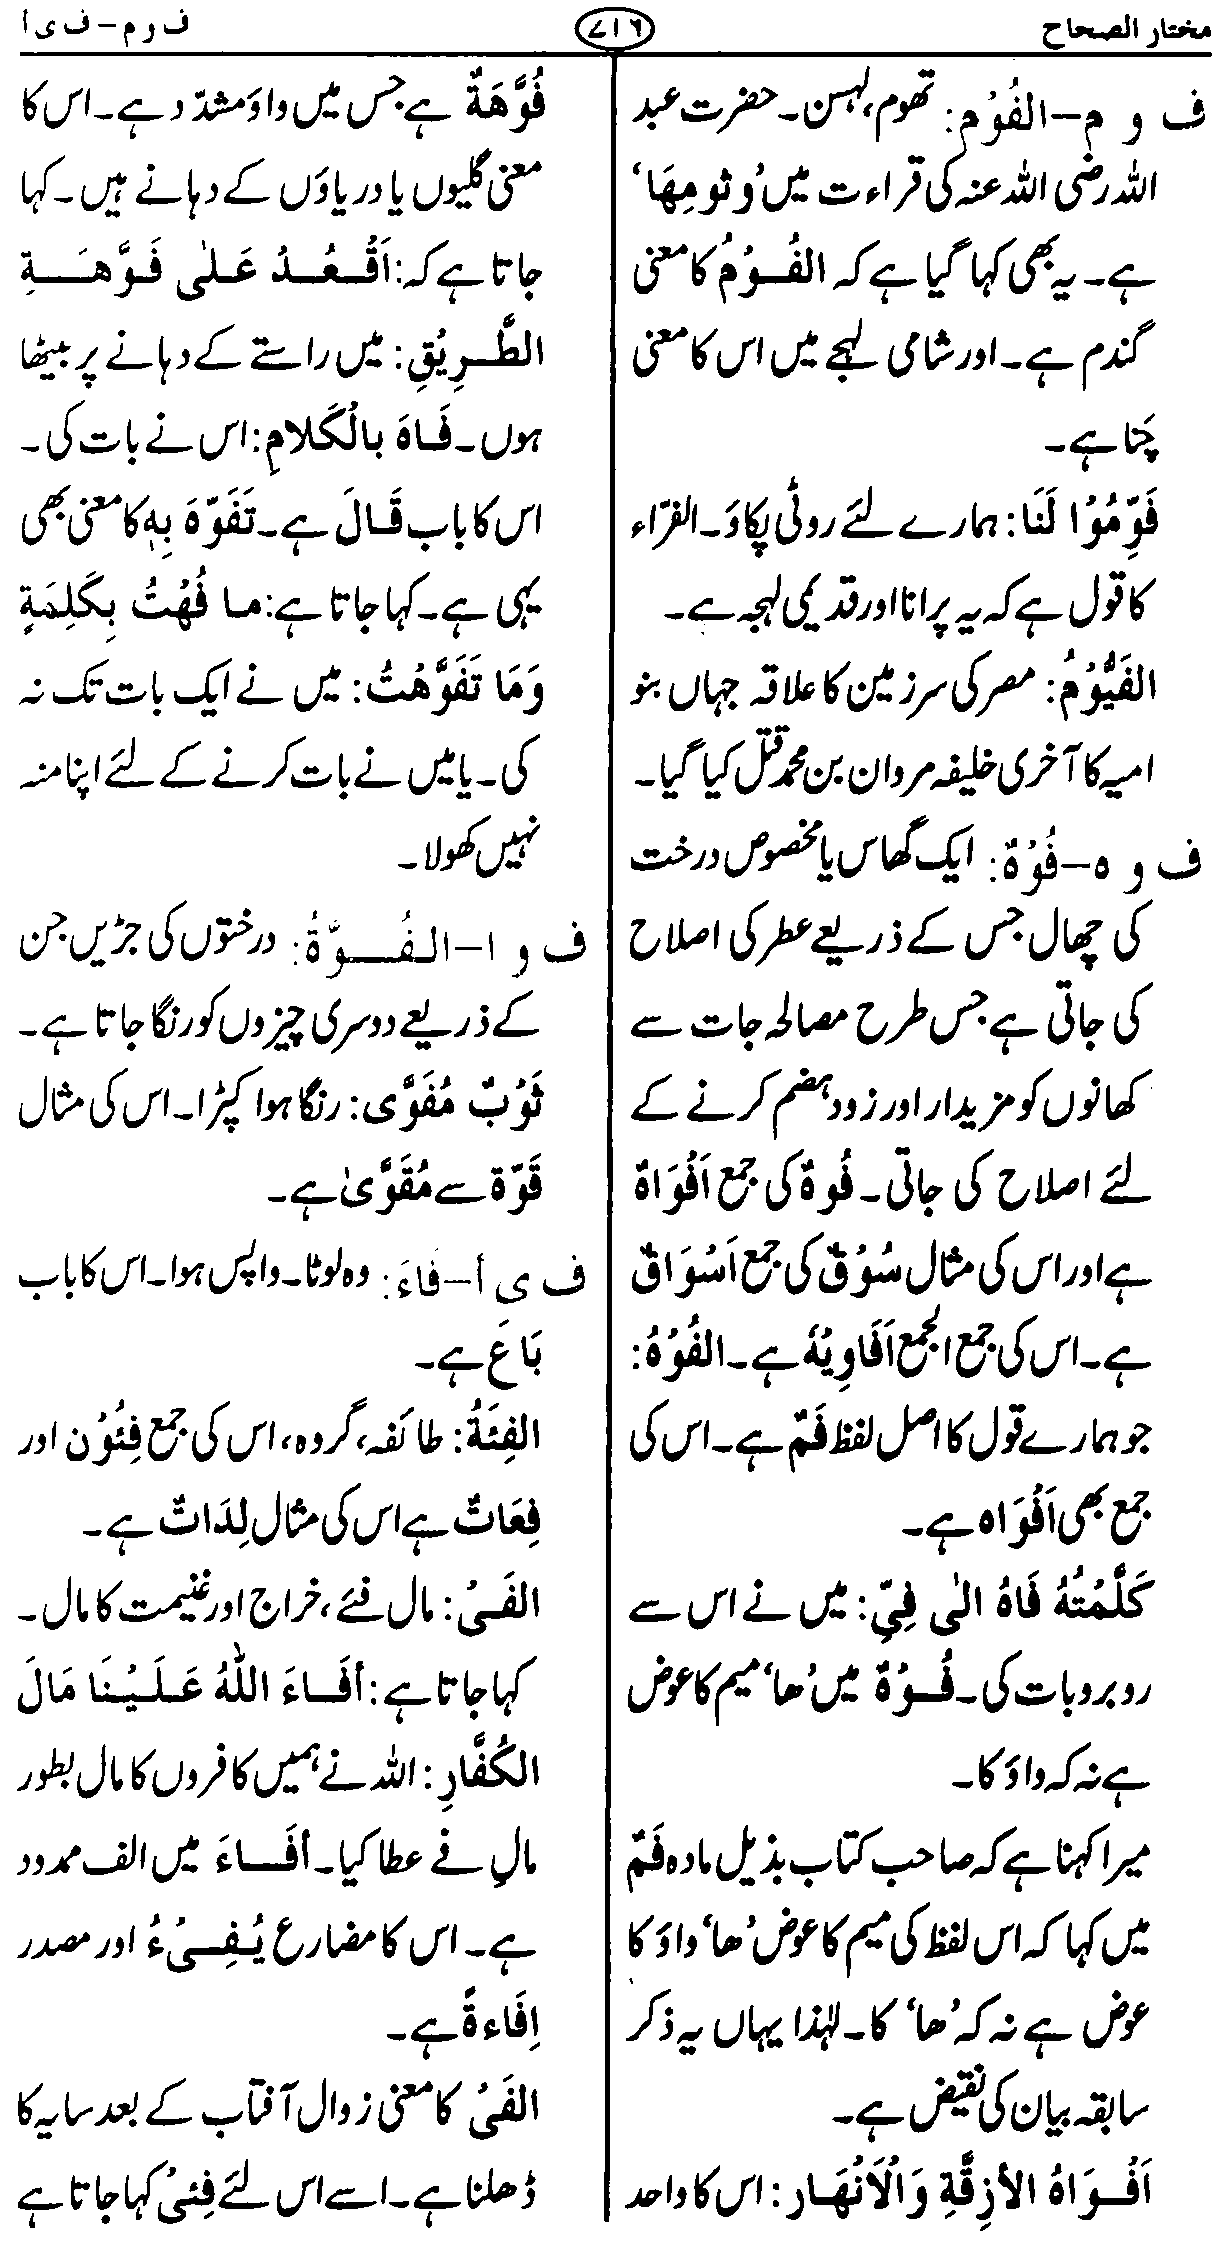 مختار الصحاح
۷۱۶
ف و م – ف ی أ
ف و م – الفُوْم: تھوم، لہسن۔ حضرت عبد
اللہ رضی اللہ عنہ کی قراءت میں ’وثومِھَا‘
ہے۔ یہ بھی کہا گیا ہے کہ الفُوْمُ کا معنی
گندم ہے۔ اور شامی لہجے میں اس کا معنی
چَنا ہے۔
فَوِّمُوْا لَنَا: ہمارے لئے روٹی پکاؤ۔ الفرّاء
کا قول ہے کہ یہ پرانا اور قدیمی لہجہ ہے۔
الفَیُّوْمُ: مصر کی سرزمین کا علاقہ جہاں بنو
امیہ کا آخری خلیفہ مروان بن محمد قتل کیا گیا۔
ف و ہ – فُوْہٌ: ایک گھاس یا مخصوص درخت
کی چھال جس کے ذریعے عطر کی اصلاح
کی جاتی ہے جس طرح مصالحہ جات سے
کھانوں کو مزیدار اور زود ہضم کرنے کے
لئے اصلاح کی جاتی۔ فُوہٌ کی جمع اَفْوَاہٌ
ہے اور اس کی مثال سُوْقٌ کی جمع اَسْوَاقٌ
ہے۔ اس کی جمع الجمع اَفَاوِیْہُ ہے۔ الفُوْہُ:
جو ہمارے قول کا اصل لفظ فَمٌ ہے۔ اس کی
جمع بھی اَفْوَاہ ہے۔
کَلَّمْتُہُ فَاہُ الٰی فِیّ: میں نے اس سے
روبرو بات کی۔ فُوْہٌ میں ’ھا‘ میم کا عوض
ہے نہ کہ واؤ کا۔
میرا کہنا ہے کہ صاحب کتاب بذیل مادہ فَمٌ
میں کہا کہ اس لفظ کی میم کا عوض ’ھا‘ واؤ کا
عوض ہے نہ کہ ’ھا‘ کا۔ لہٰذا یہاں یہ ذکر
سابقہ بیان کی نقیض ہے۔
اَفْوَاہُ الأزِقَّةِ وَالْاَنْھَار: اس کا واحد
فُوَّهَةٌ ہے جس میں واؤ مشدّد ہے۔ اس کا
معنی گلیوں یا دریاؤں کے دہانے ہیں۔ کہا
جاتا ہے کہ: اَقْعُدُ عَلٰی فَوَّهَةِ
الطَّرِیْقِ: میں راستے کے دہانے پر بیٹھا
ہوں۔ فَاهَ بالْکَلامِ: اس نے بات کی۔
اس کا باب قَالَ ہے۔ تَفَوّهَ بِهٖ کا معنی بھی
یہی ہے۔ کہا جاتا ہے: ما فُهْتُ بِکَلِمَةٍ
وَمَا تَفَوَّهْتُ: میں نے ایک بات تک نہ
کی۔ یا میں نے بات کرنے کے لئے اپنا منہ
نہیں کھولا۔
ف و ا – الفُوَّةُ: درختوں کی جڑیں جن
کے ذریعے دوسری چیزوں کو رنگا جاتا ہے۔
ثَوْبٌ مُفَوًّی: رنگا ہوا کپڑا۔ اس کی مثال
قَوّة سے مُقَوًّیٰ ہے۔
ف ی أ – فَاءَ: وہ لوٹا۔ واپس ہوا۔ اس کا باب
بَاعَ ہے۔
الفِئَةُ: طائفہ، گروہ، اس کی جمع فِئُوْن اور
فِعَاتٌ ہے اس کی مثال لِدَاتٌ ہے۔
الفَیْ: مال فئے، خراج اور غنیمت کا مال۔
کہا جاتا ہے: أفَاءَ اللّٰهُ عَلَیْنَا مَالَ
الکُفَّارِ: اللہ نے ہمیں کافروں کا مال بطور
مالِ فے عطا کیا۔ أفَاءَ میں الف ممدود
ہے۔ اس کا مضارع یُفِیْءُ اور مصدر
اِفَاءةً ہے۔
الفَیْ کا معنی زوال آفتاب کے بعد سایہ کا
ڈھلنا ہے۔ اسے اس لئے فِئیْ کہا جاتا ہے